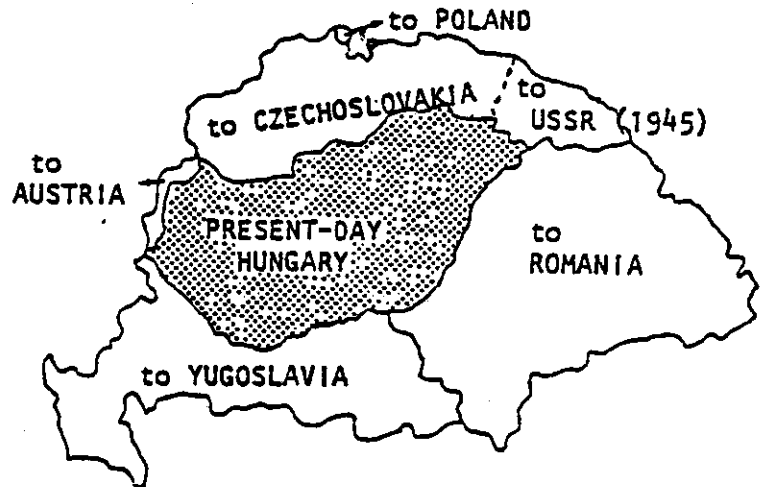 to POLAND
to CZECHOSLOVAKIA
to
USSR (1945)
to
AUSTRIA
PRESENT-DAY
HUNGARY
to
ROMANIA
to YUGOSLAVIA